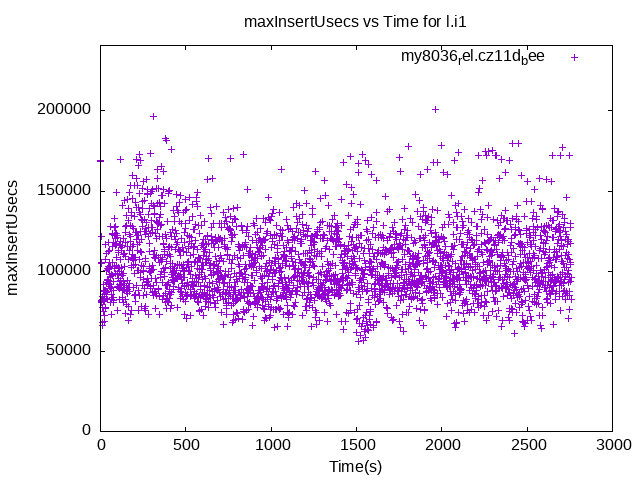 maxInsertUsecs vs Time for l.i1
my8036rel.cz11dbee
200000
150000
100000
50000
0
maxInsertUsecs
0 500 1000 1500 2000 2500 3000
Time(s)